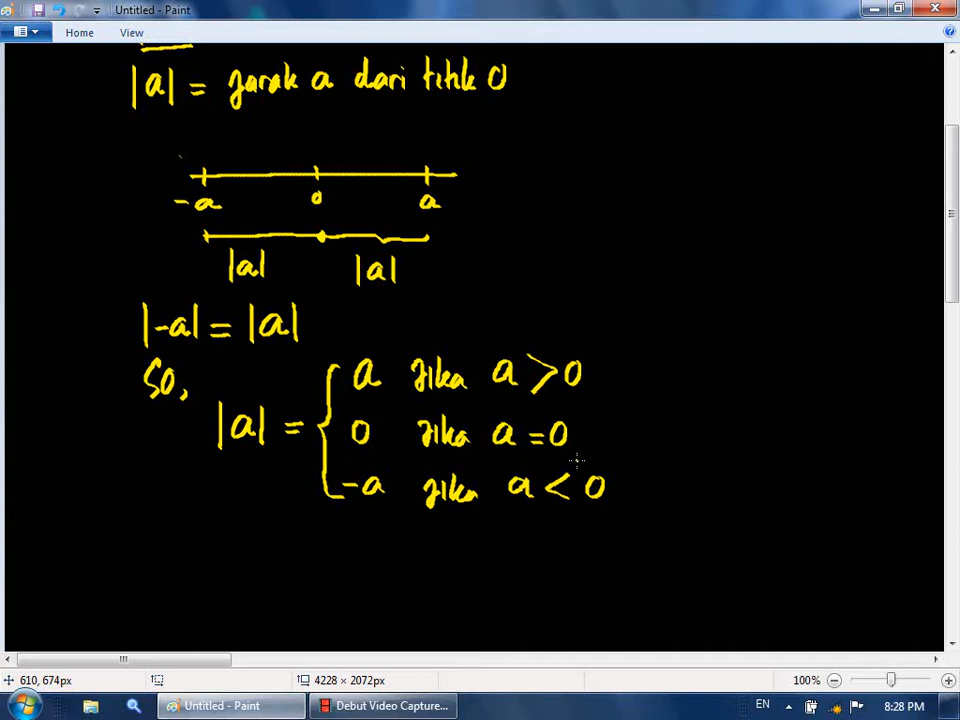 Untitled - Paint
Home View
|a| = jarak a dari titik 0
-a 0 a
|a| |a|
|-a| = |a|
So,
a jika a > 0
|a| = { 0 jika a = 0
-a jika a < 0
610, 674px 4228 × 2072px 100%
Untitled - Paint Debut Video Capture... EN 8:28 PM